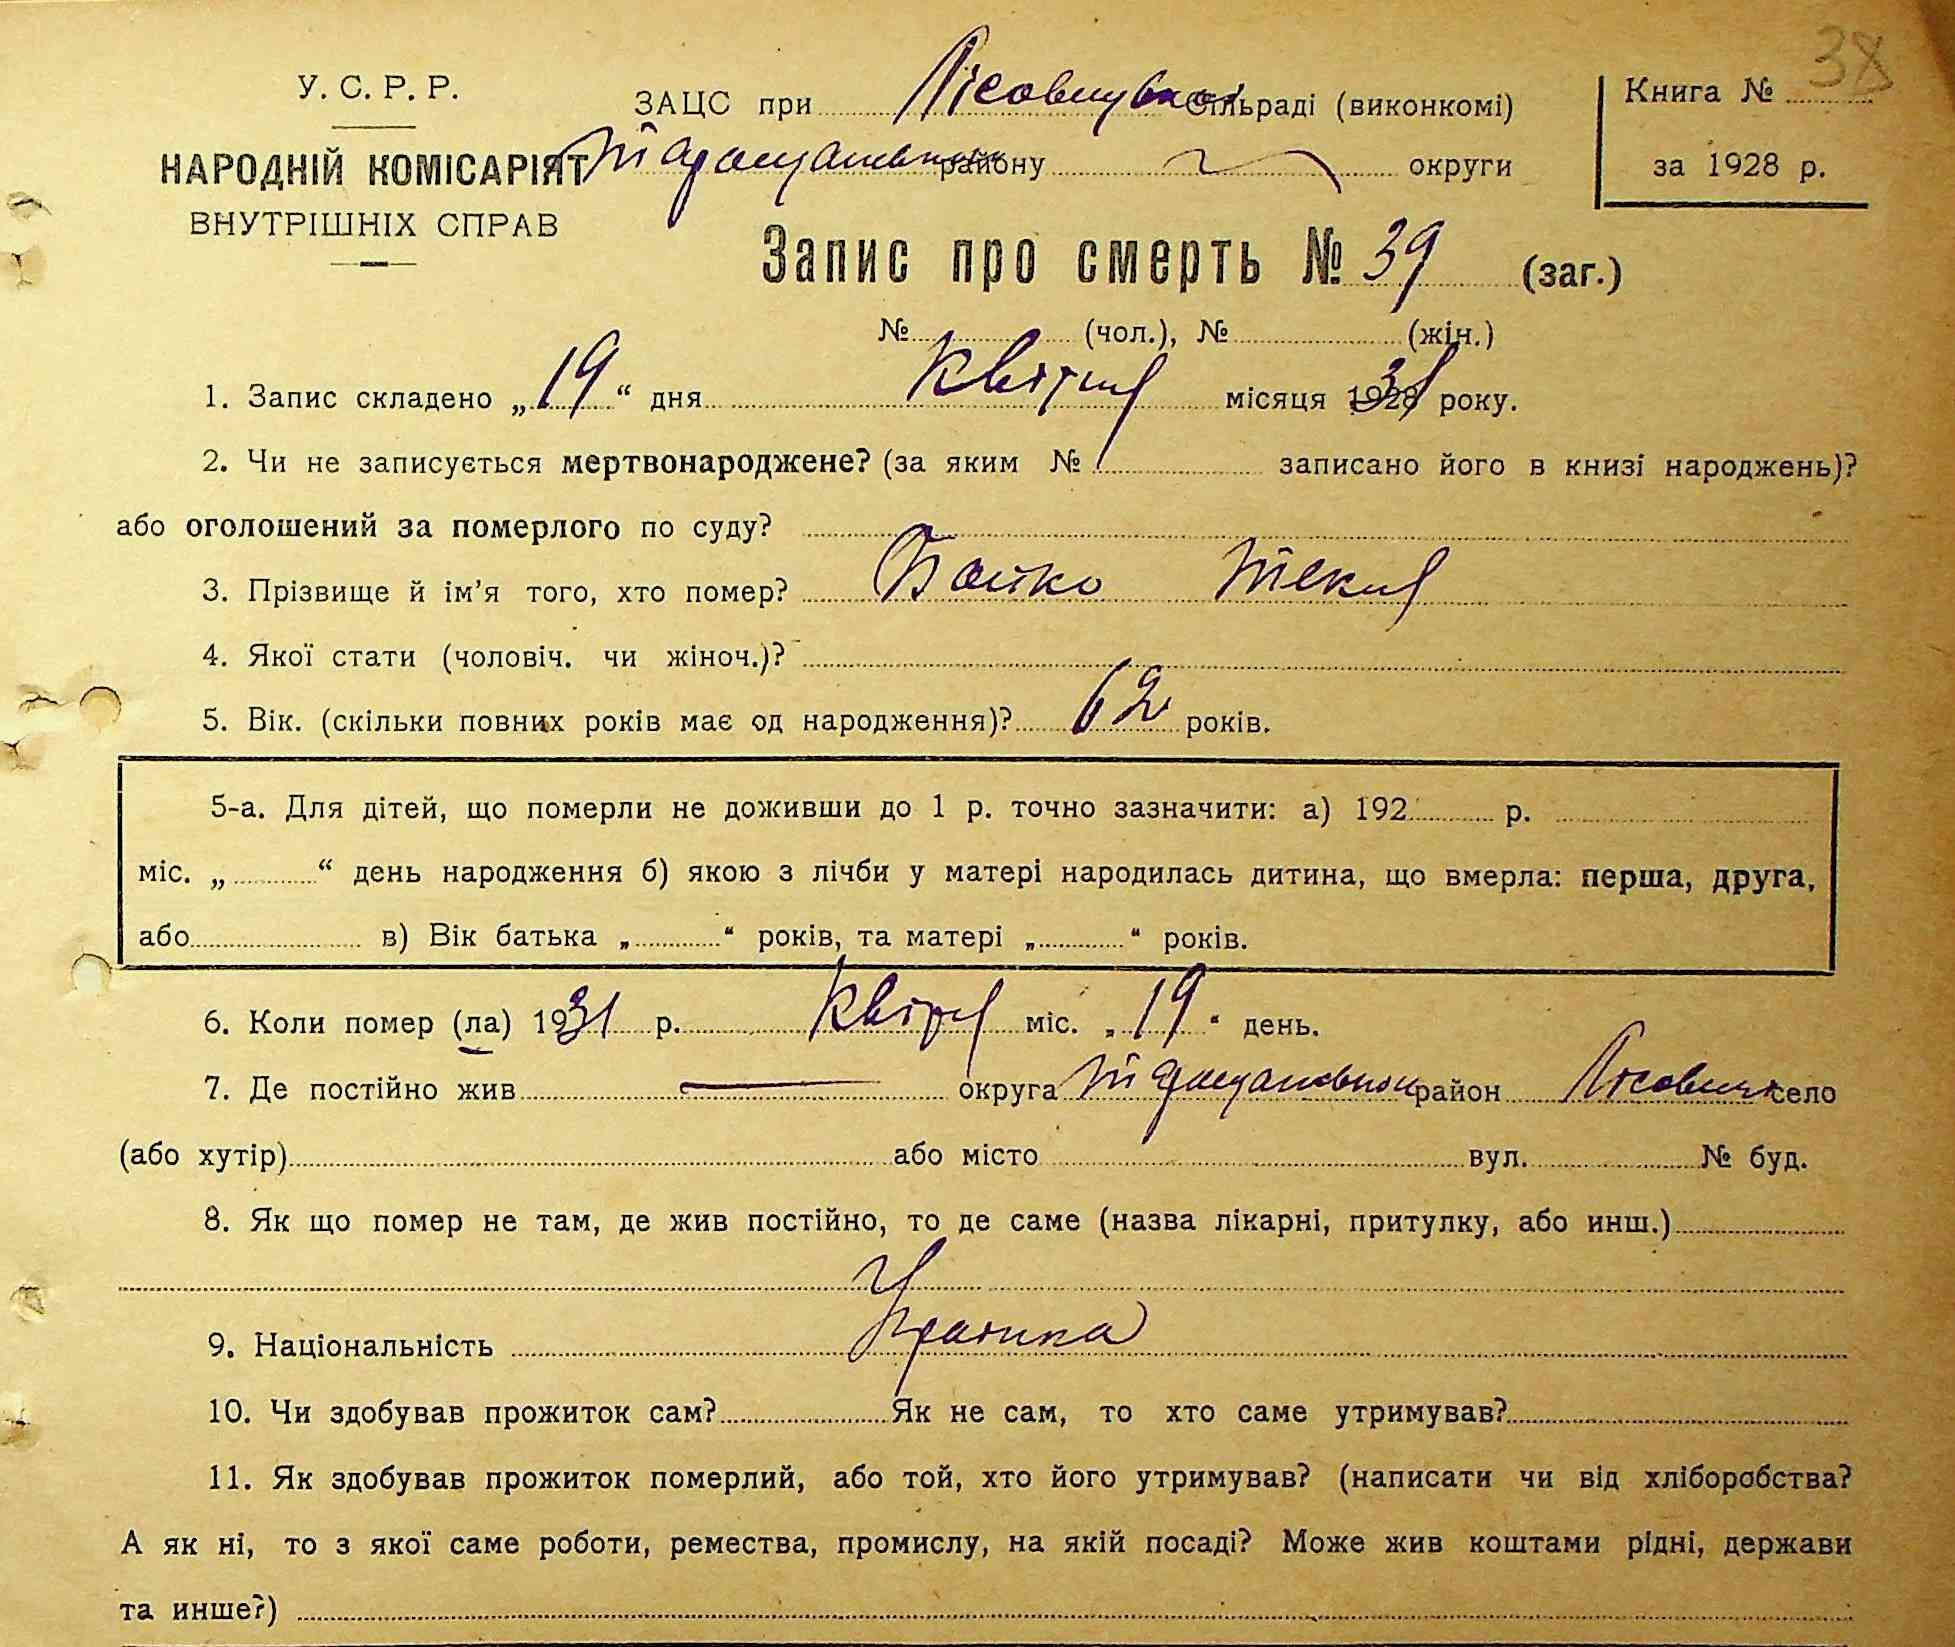 38
У. С. Р. Р.
ЗАЦС при Лісовицькой сільраді (виконкомі)
Книга №
НАРОДНІЙ КОМІСАРІЯТ
Таращанськом району округи
за 1928 р.
ВНУТРІШНІХ СПРАВ
Запис про смерть № 39 (заг.)
№ (чол.), № (жін.)
1. Запис складено „19“ дня квітня місяця 1928 31 року.
2. Чи не записується мертвонароджене? (за яким № записано його в книзі народжень)?
або оголошений за померлого по суду?
3. Прізвище й ім’я того, хто помер? Бойко Текля
4. Якої стати (чоловіч. чи жіноч.)?
5. Вік. (скільки повних років має од народження)? 62 років.
5-а. Для дітей, що померли не доживши до 1 р. точно зазначити: а) 192 р.
міс. „ “ день народження б) якою з лічби у матері народилась дитина, що вмерла: перша, друга,
або в) Вік батька „ “ років, та матері „ “ років.
6. Коли помер (ла) 1931 р. квітня міс. „19“ день.
7. Де постійно жив — округа Таращанський район Лісовичі село
(або хутір) або місто вул. № буд.
8. Як що помер не там, де жив постійно, то де саме (назва лікарні, притулку, або инш.)
9. Національність Українка
10. Чи здобував прожиток сам? Як не сам, то хто саме утримував?
11. Як здобував прожиток померлий, або той, хто його утримував? (написати чи від хліборобства?
А як ні, то з якої саме роботи, ремества, промислу, на якій посаді? Може жив коштами рідні, держави
та инше?)